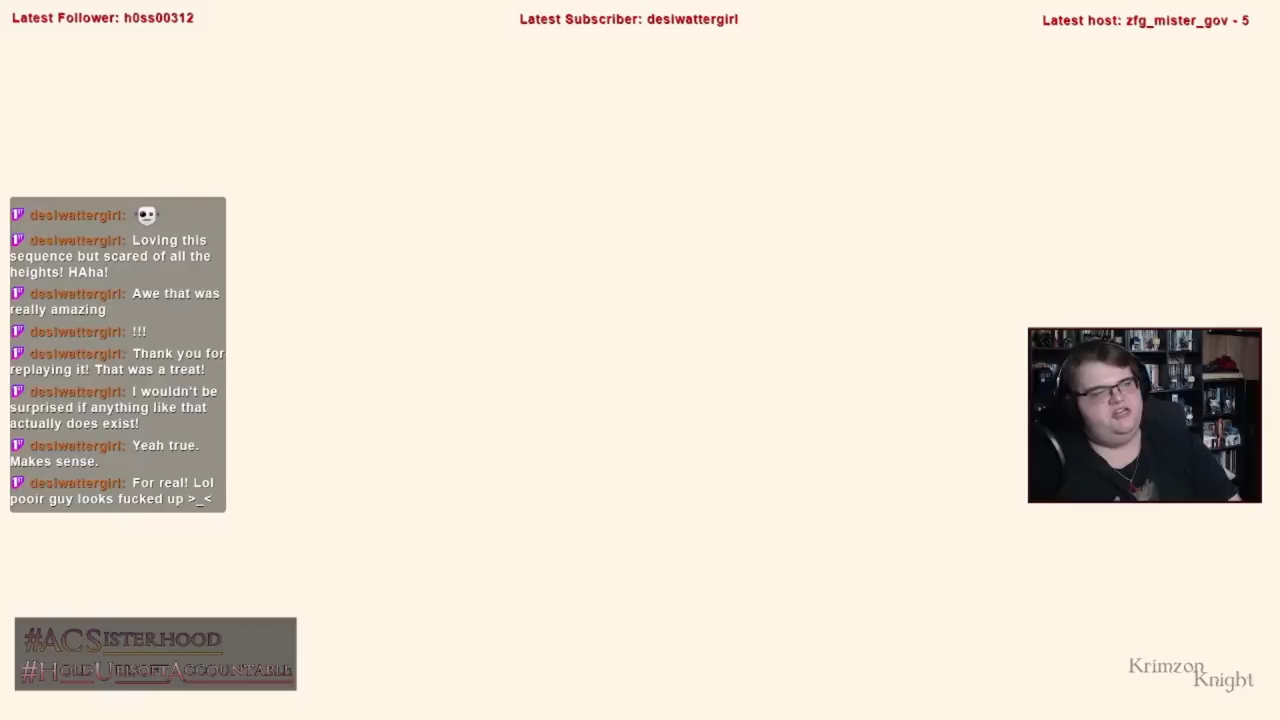 Latest Follower: h0ss00312
Latest Subscriber: desiwattergirl
Latest host: zfg_mister_gov - 5
desiwattergirl:
desiwattergirl: Loving this
sequence but scared of all the
heights! HAha!
desiwattergirl: Awe that was
really amazing
desiwattergirl: !!!
desiwattergirl: Thank you for
replaying it! That was a treat!
desiwattergirl: I wouldn't be
surprised if anything like that
actually does exist!
desiwattergirl: Yeah true.
Makes sense.
desiwattergirl: For real! Lol
pooir guy looks fucked up >_<
#ACSISTERHOOD
#HOLDUBISOFTACCOUNTABLE
Krimzon
Knight